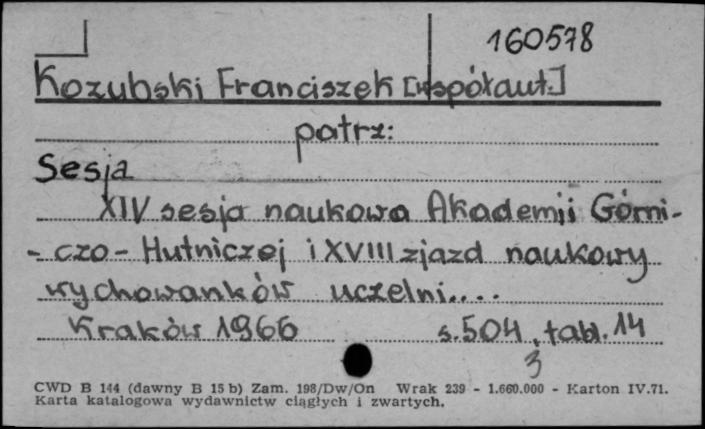 160578
Kozubski Franciszek [współaut.]
patrz:
Sesja
XIV sesja naukowa Akademii Górni-
- czo - Hutniczej i XVIII zjazd naukowy
wychowanków uczelni....
Kraków 1966 s. 504, tabl. 14
3
CWD B 144 (dawny B 15 b) Zam. 198/Dw/On Wrak 239 - 1.660.000 - Karton IV.71.
Karta katalogowa wydawnictw ciągłych i zwartych.